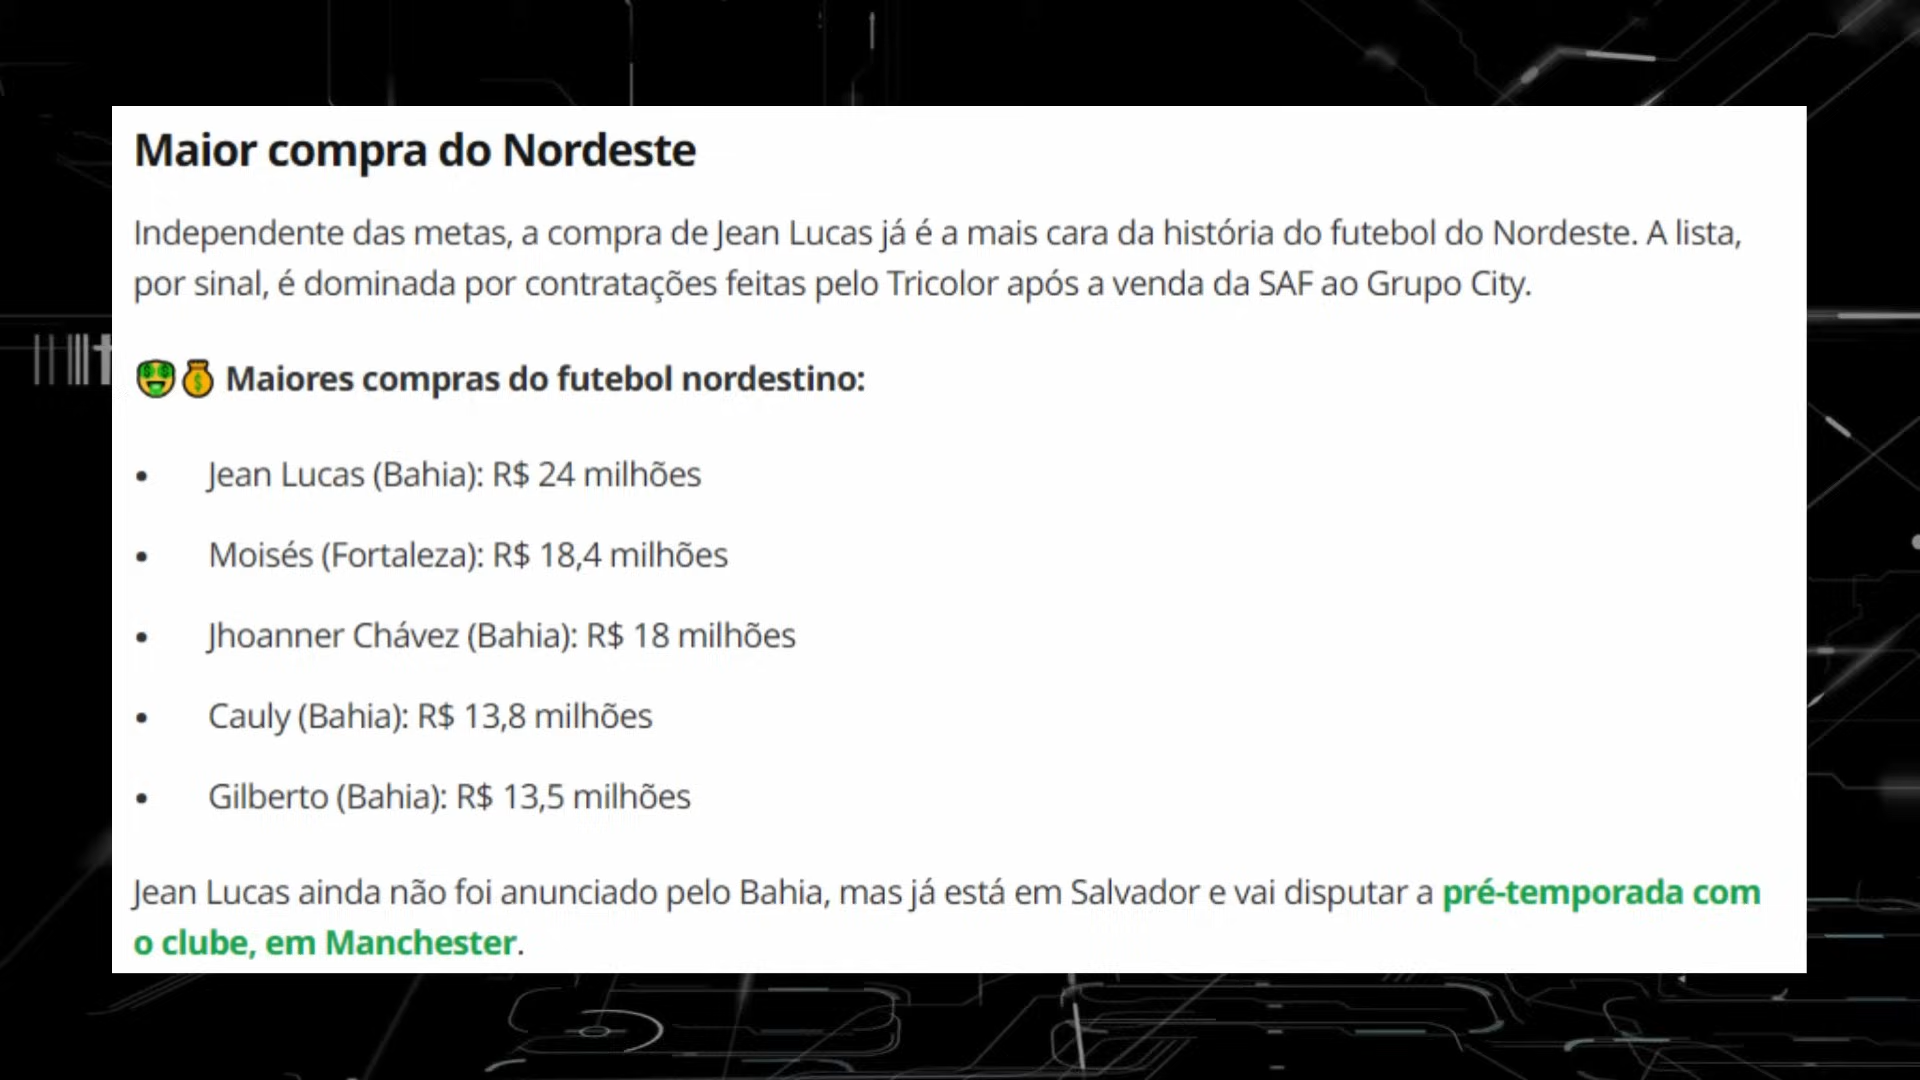 Maior compra do Nordeste
Independente das metas, a compra de Jean Lucas já é a mais cara da história do futebol do Nordeste. A lista,
por sinal, é dominada por contratações feitas pelo Tricolor após a venda da SAF ao Grupo City.
🤑💰 Maiores compras do futebol nordestino:
• Jean Lucas (Bahia): R$ 24 milhões
• Moisés (Fortaleza): R$ 18,4 milhões
• Jhoanner Chávez (Bahia): R$ 18 milhões
• Cauly (Bahia): R$ 13,8 milhões
• Gilberto (Bahia): R$ 13,5 milhões
Jean Lucas ainda não foi anunciado pelo Bahia, mas já está em Salvador e vai disputar a pré-temporada com
o clube, em Manchester.